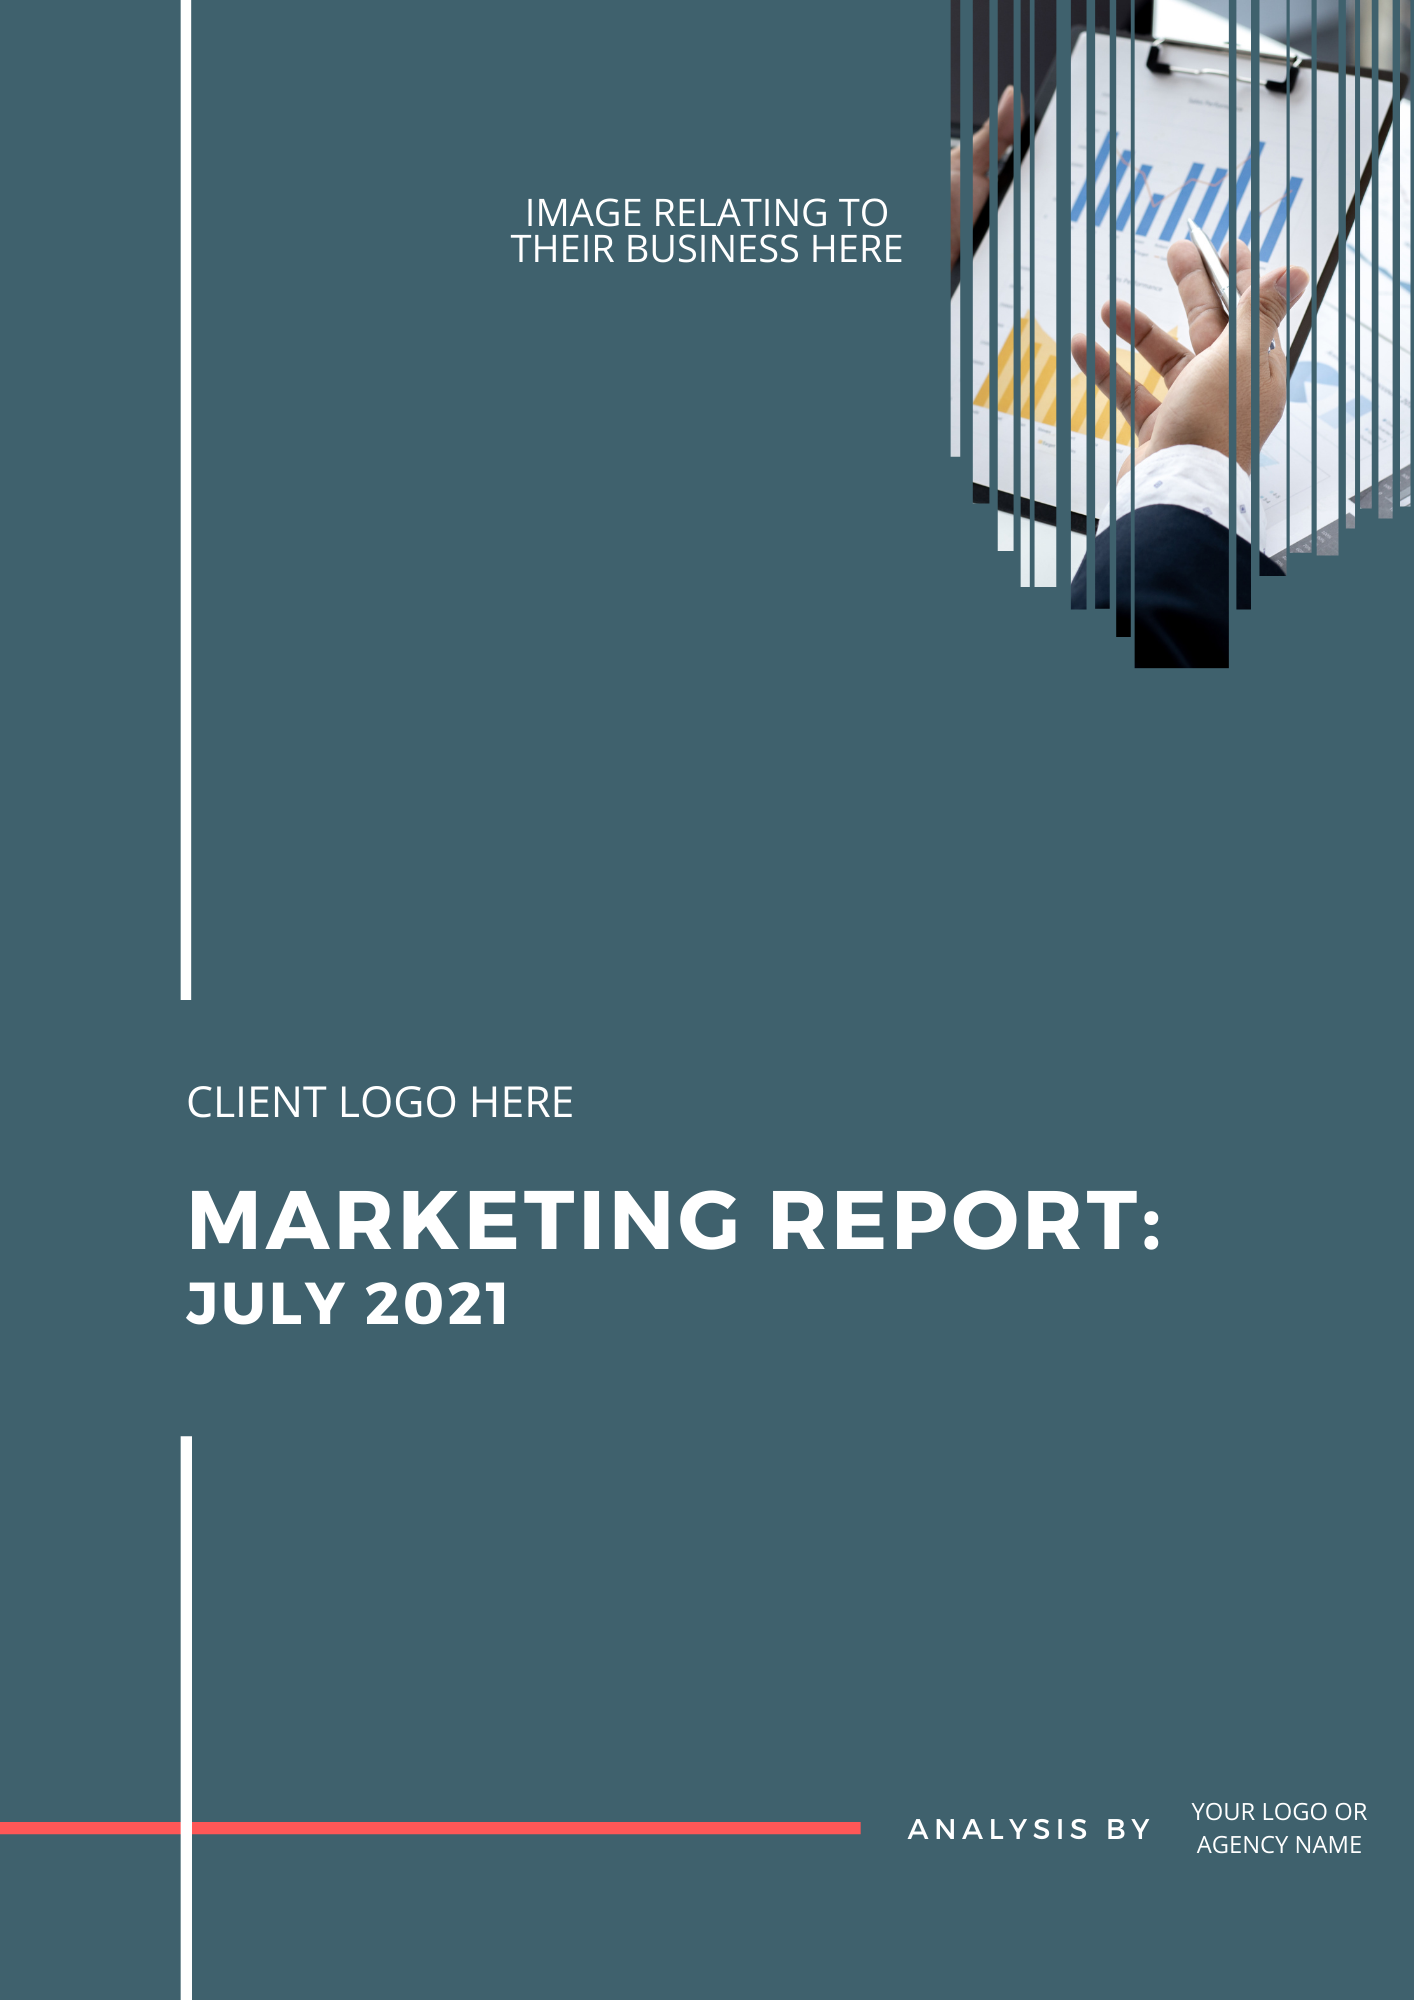 IMAGE RELATING TO
THEIR BUSINESS HERE
CLIENT LOGO HERE
MARKETING REPORT:
JULY 2021
ANALYSIS BY
YOUR LOGO OR
AGENCY NAME